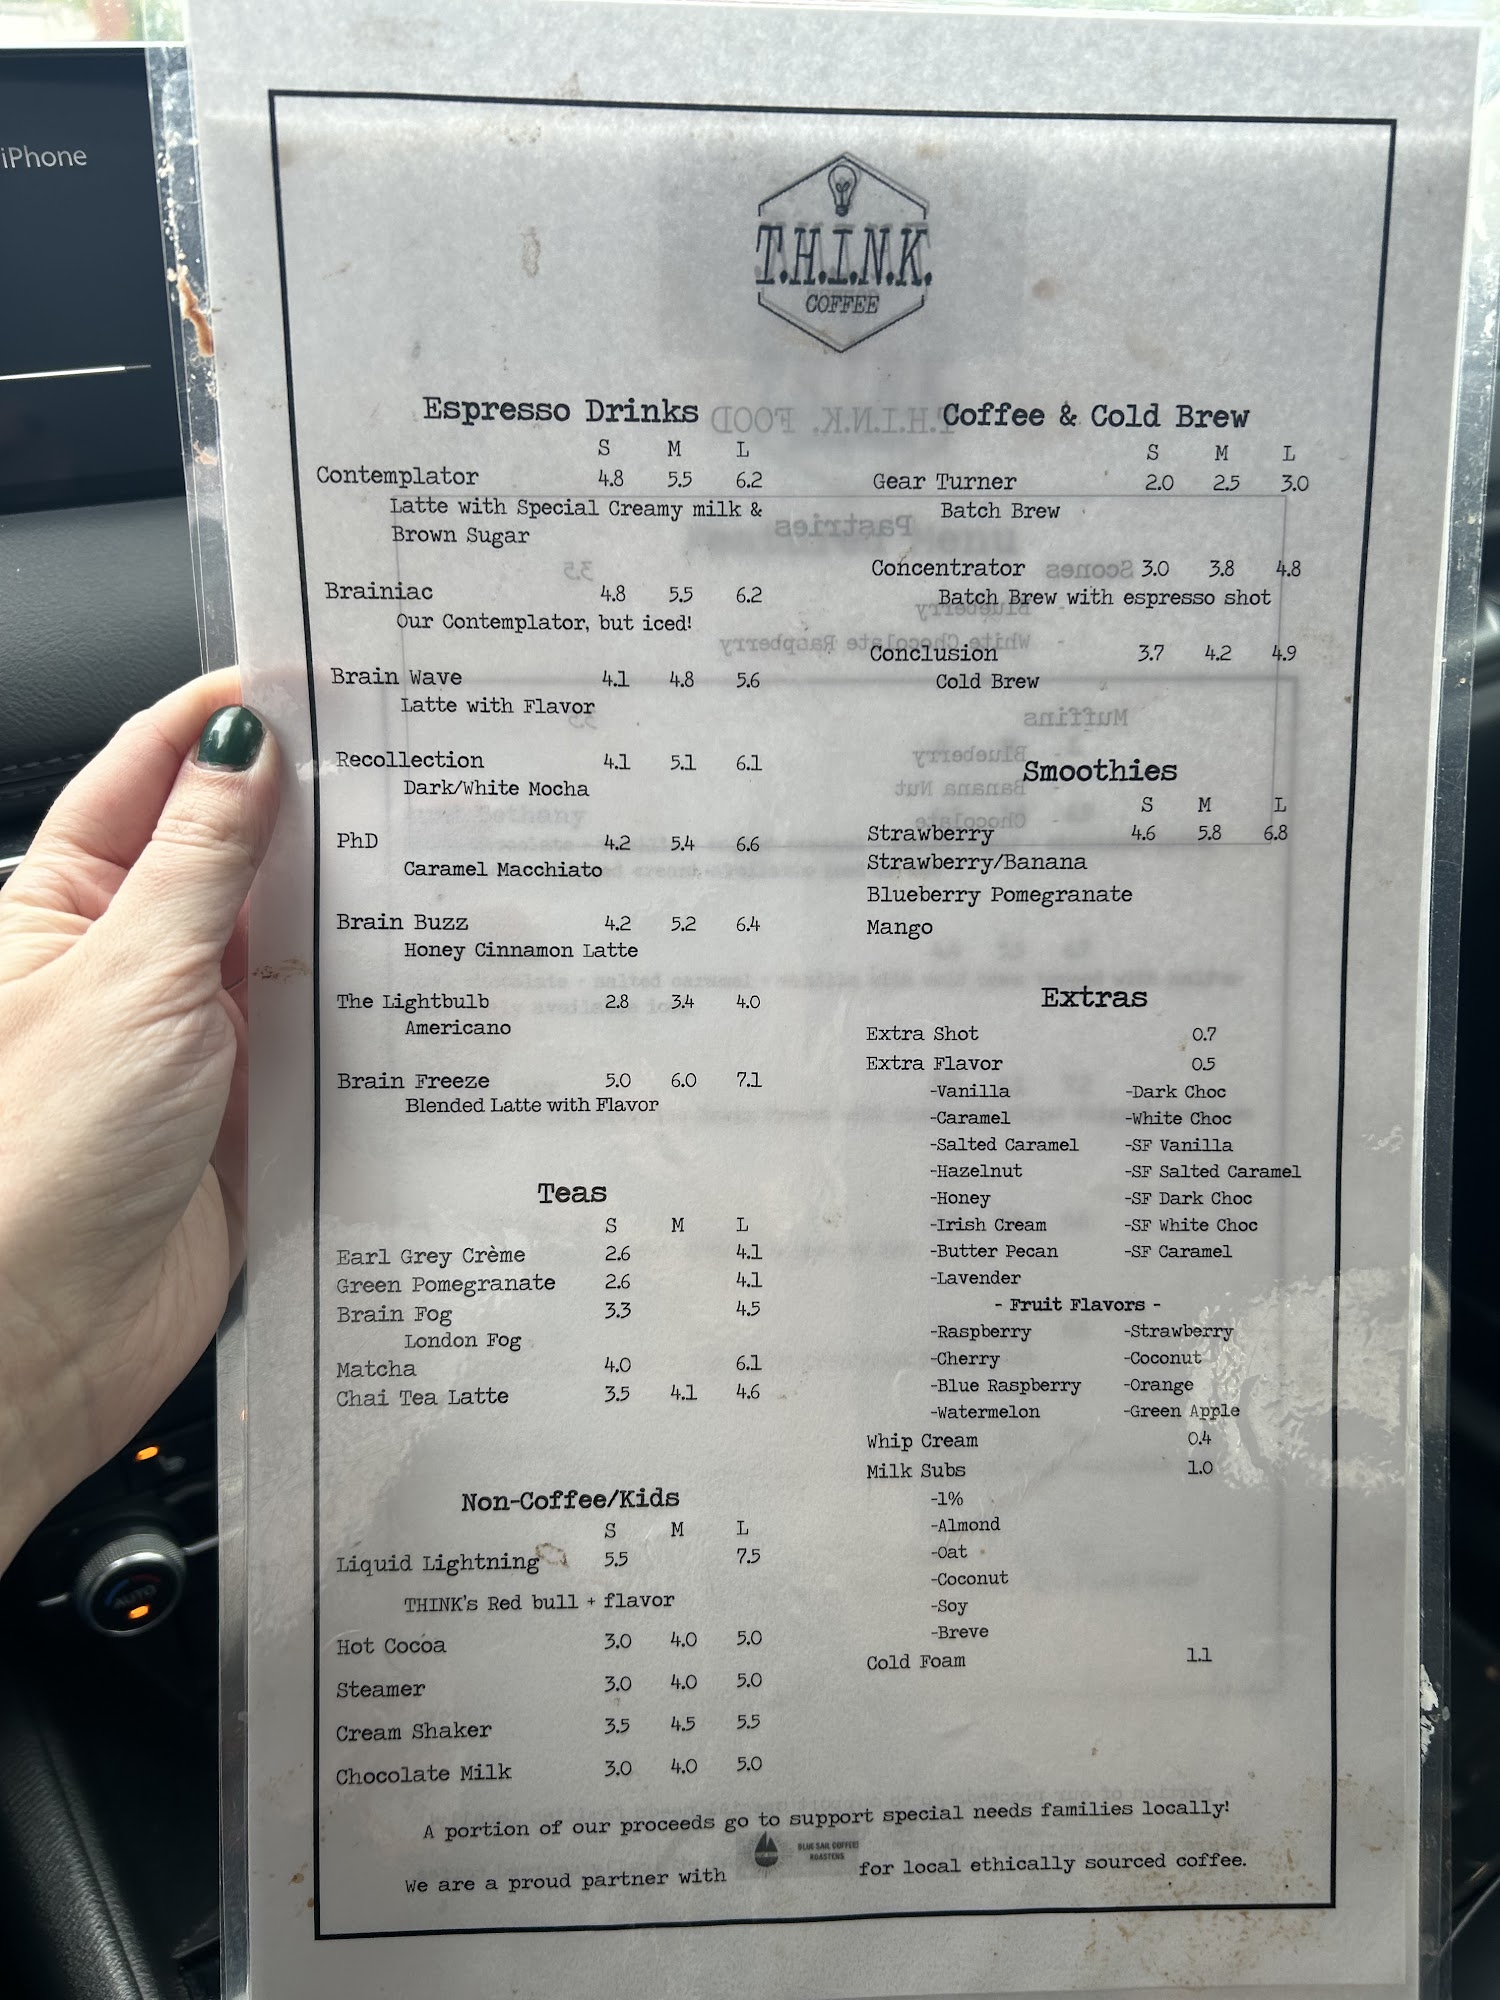 iPhone
T.H.I.N.K.
COFFEE
Espresso Drinks
S M L
Contemplator 4.8 5.5 6.2
Latte with Special Creamy milk &
Brown Sugar
Brainiac 4.8 5.5 6.2
Our Contemplator, but iced!
Brain Wave 4.1 4.8 5.6
Latte with Flavor
Recollection 4.1 5.1 6.1
Dark/White Mocha
PhD 4.2 5.4 6.6
Caramel Macchiato
Brain Buzz 4.2 5.2 6.4
Honey Cinnamon Latte
The Lightbulb 2.8 3.4 4.0
Americano
Brain Freeze 5.0 6.0 7.1
Blended Latte with Flavor
Teas
S M L
Earl Grey Crème 2.6 4.1
Green Pomegranate 2.6 4.1
Brain Fog 3.3 4.5
London Fog
Matcha 4.0 6.1
Chai Tea Latte 3.5 4.1 4.6
Non-Coffee/Kids
S M L
Liquid Lightning 5.5 7.5
THINK's Red bull + flavor
Hot Cocoa 3.0 4.0 5.0
Steamer 3.0 4.0 5.0
Cream Shaker 3.5 4.5 5.5
Chocolate Milk 3.0 4.0 5.0
Coffee & Cold Brew
S M L
Gear Turner 2.0 2.5 3.0
Batch Brew
Concentrator 3.0 3.8 4.8
Batch Brew with espresso shot
Conclusion 3.7 4.2 4.9
Cold Brew
Smoothies
S M L
Strawberry 4.6 5.8 6.8
Strawberry/Banana
Blueberry Pomegranate
Mango
Extras
Extra Shot 0.7
Extra Flavor 0.5
-Vanilla -Dark Choc
-Caramel -White Choc
-Salted Caramel -SF Vanilla
-Hazelnut -SF Salted Caramel
-Honey -SF Dark Choc
-Irish Cream -SF White Choc
-Butter Pecan -SF Caramel
-Lavender
- Fruit Flavors -
-Raspberry -Strawberry
-Cherry -Coconut
-Blue Raspberry -Orange
-Watermelon -Green Apple
Whip Cream 0.4
Milk Subs 1.0
-1%
-Almond
-Oat
-Coconut
-Soy
-Breve
Cold Foam 1.1
A portion of our proceeds go to support special needs families locally!
We are a proud partner with BLUE SAIL COFFEE ROASTERS for local ethically sourced coffee.
AUTO